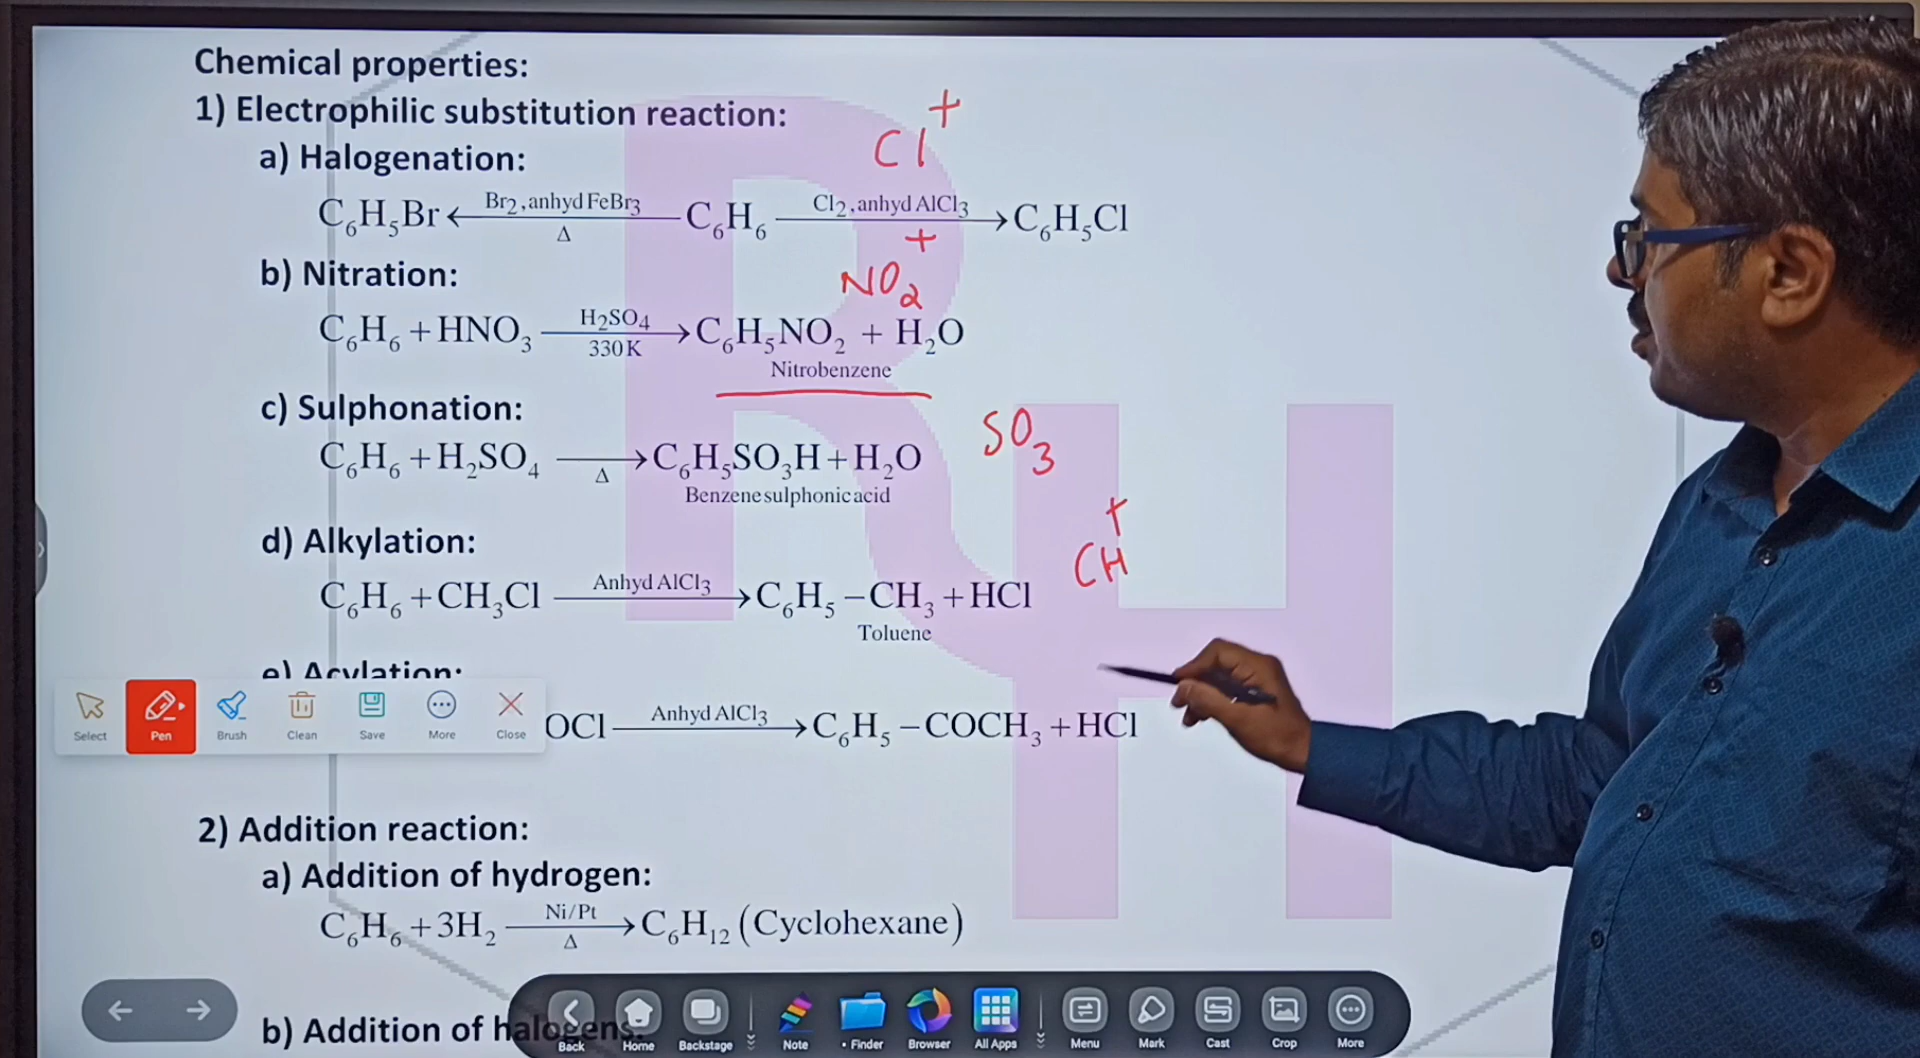 Chemical properties:
1) Electrophilic substitution reaction:
Cl⁺
a) Halogenation:
C₆H₅Br ←(Br₂, anhyd FeBr₃ / Δ)— C₆H₆ —(Cl₂, anhyd AlCl₃)→ C₆H₅Cl
b) Nitration:
NO₂⁺
C₆H₆ + HNO₃ —(H₂SO₄ / 330 K)→ C₆H₅NO₂ + H₂O
Nitrobenzene
c) Sulphonation:
SO₃
C₆H₆ + H₂SO₄ —(Δ)→ C₆H₅SO₃H + H₂O
Benzene sulphonic acid
d) Alkylation:
CH⁺
C₆H₆ + CH₃Cl —(Anhyd AlCl₃)→ C₆H₅ – CH₃ + HCl
Toluene
e) Acylation:
OCl —(Anhyd AlCl₃)→ C₆H₅ – COCH₃ + HCl
Select Pen Brush Clean Save More Close
2) Addition reaction:
a) Addition of hydrogen:
C₆H₆ + 3H₂ —(Ni/Pt / Δ)→ C₆H₁₂ (Cyclohexane)
b) Addition of halogens:
Back Home Backstage Note • Finder Browser All Apps Menu Mark Cast Crop More
RH